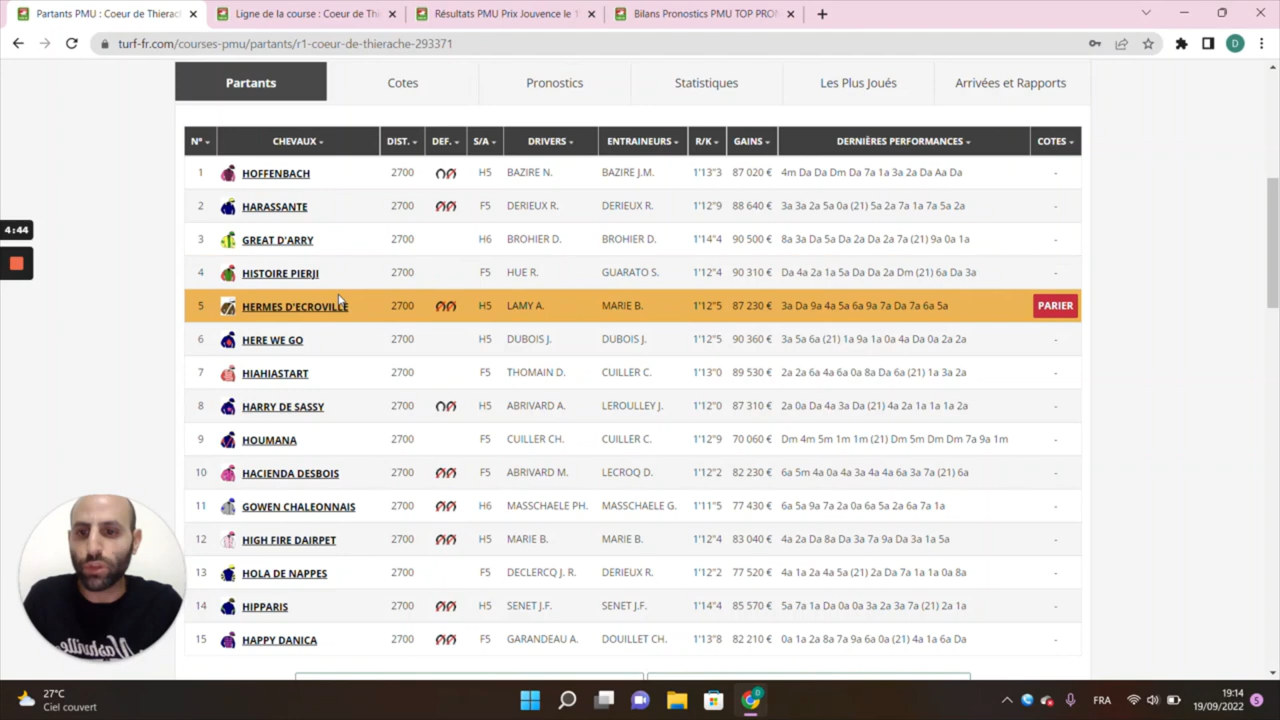 Partants PMU : Coeur de Thierach
Ligne de la course : Coeur de Thi
Résultats PMU Prix Jouvence le 1
Bilans Pronostics PMU TOP PRON
turf-fr.com/courses-pmu/partants/r1-coeur-de-thierache-293371
D
Partants Cotes Pronostics Statistiques Les Plus Joués Arrivées et Rapports
N° CHEVAUX DIST. DEF. S/A DRIVERS ENTRAINEURS R/K GAINS DERNIÈRES PERFORMANCES COTES
1 HOFFENBACH 2700 H5 BAZIRE N. BAZIRE J.M. 1'13"3 87 020 € 4m Da Da Dm Da 7a 1a 3a 2a Da Aa Da -
2 HARASSANTE 2700 F5 DERIEUX R. DERIEUX R. 1'12"9 88 640 € 3a 3a 2a 5a 0a (21) 5a 2a 7a 1a 7a 5a 2a -
4:44
3 GREAT D'ARRY 2700 H6 BROHIER D. BROHIER D. 1'14"4 90 500 € 8a 3a Da 5a Da 2a Da 2a 7a (21) 9a 0a 1a -
4 HISTOIRE PIERJI 2700 F5 HUE R. GUARATO S. 1'12"4 90 310 € Da 4a 2a 1a 5a Da Da 2a Dm (21) 6a Da 3a -
5 HERMES D'ECROVILLE 2700 H5 LAMY A. MARIE B. 1'12"5 87 230 € 3a Da 9a 4a 5a 6a 9a 7a Da 7a 6a 5a PARIER
6 HERE WE GO 2700 H5 DUBOIS J. DUBOIS J. 1'12"5 90 360 € 3a 5a 6a (21) 1a 9a 1a 0a 4a Da 0a 2a 2a -
7 HIAHIASTART 2700 F5 THOMAIN D. CUILLER C. 1'13"0 89 530 € 2a 2a 6a 4a 6a 0a 8a Da 6a (21) 1a 3a 2a -
8 HARRY DE SASSY 2700 H5 ABRIVARD A. LEROULLEY J. 1'12"0 87 310 € 2a 0a Da 4a 3a Da (21) 4a 2a 1a 1a 1a 2a -
9 HOUMANA 2700 F5 CUILLER CH. CUILLER C. 1'12"9 70 060 € Dm 4m 5m 1m 1m (21) Dm 5m Dm Dm 7a 9a 1m -
10 HACIENDA DESBOIS 2700 F5 ABRIVARD M. LECROQ D. 1'12"2 82 230 € 6a 5m 4a 0a 4a 3a 4a 4a 6a 3a 7a (21) 6a -
11 GOWEN CHALEONNAIS 2700 H6 MASSCHAELE PH. MASSCHAELE G. 1'11"5 77 430 € 6a 5a 9a 7a 2a 0a 6a 5a 2a 6a 7a 1a -
12 HIGH FIRE DAIRPET 2700 H5 MARIE B. MARIE B. 1'12"4 83 040 € 4a 2a Da 8a Da 3a 7a 9a Da 3a 1a 5a -
13 HOLA DE NAPPES 2700 F5 DECLERCQ J. R. DERIEUX R. 1'12"2 77 520 € 4a 1a 2a 4a 5a (21) 2a Da 7a 1a 1a 0a 8a -
14 HIPPARIS 2700 F5 SENET J.F. SENET J.F. 1'14"4 85 570 € 5a 7a 1a Da 0a 0a 3a 2a 3a 7a (21) 2a 1a -
15 HAPPY DANICA 2700 F5 GARANDEAU A. DOUILLET CH. 1'13"8 82 210 € 0a 1a 2a 8a 7a 9a 6a 0a (21) 4a 1a 6a Da -
Nashville
27°C
Ciel couvert
FRA
19:14
19/09/2022